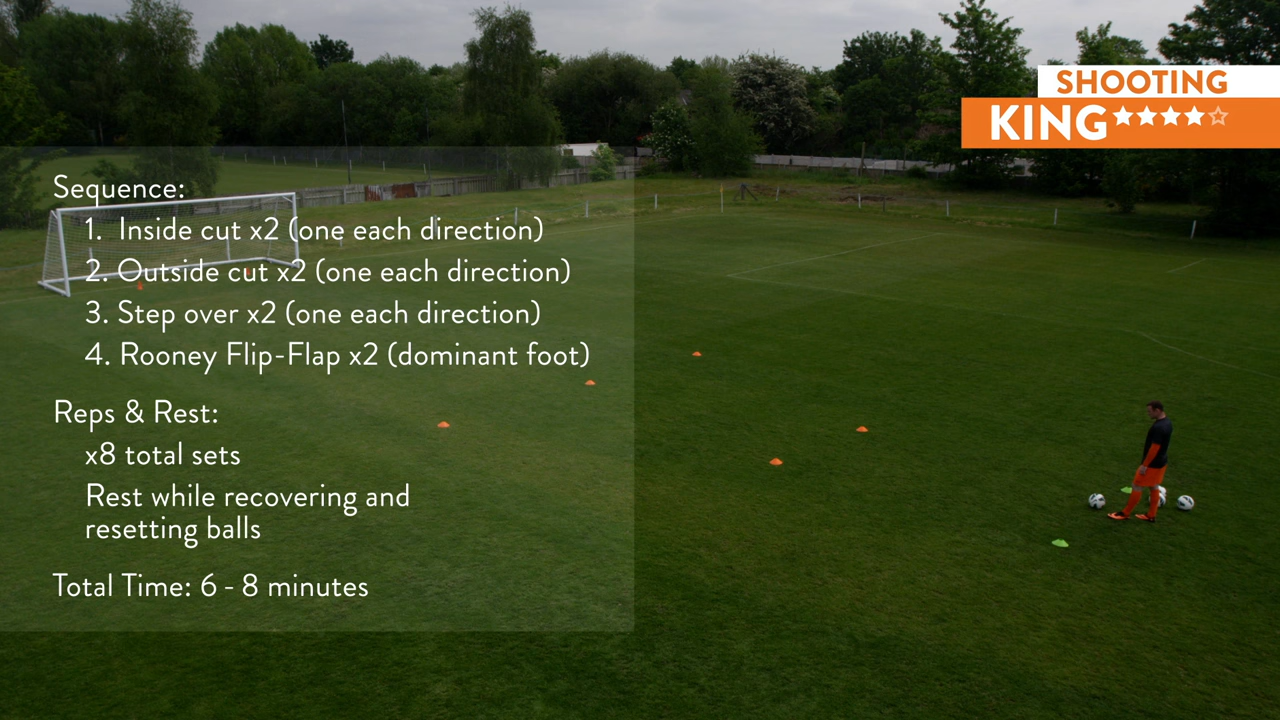 SHOOTING
KING
Sequence:
1. Inside cut x2 (one each direction)
2. Outside cut x2 (one each direction)
3. Step over x2 (one each direction)
4. Rooney Flip-Flap x2 (dominant foot)
Reps & Rest:
x8 total sets
Rest while recovering and
resetting balls
Total Time: 6 - 8 minutes